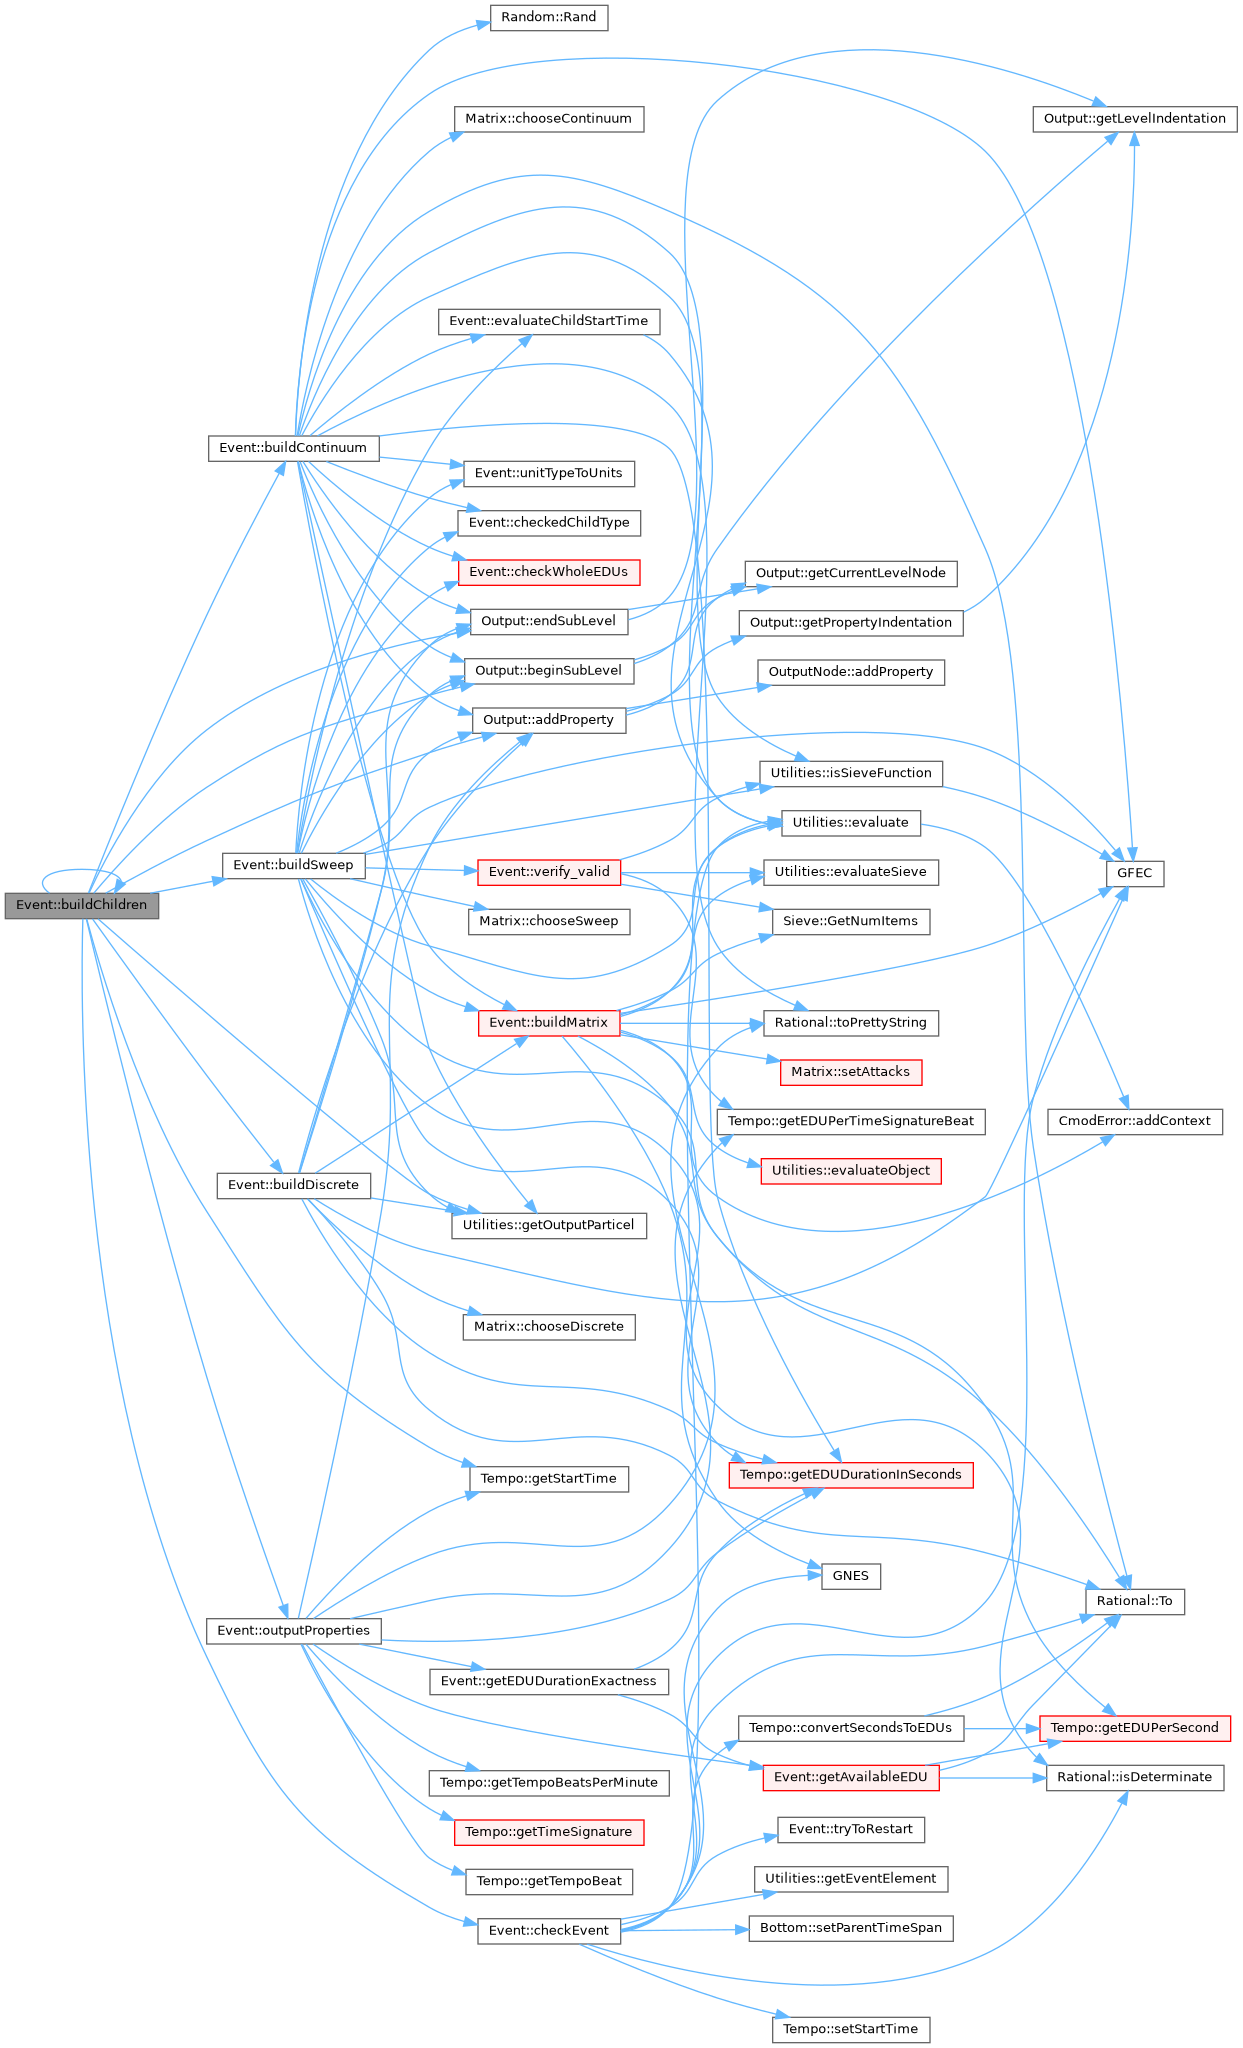 Random::Rand
Matrix::chooseContinuum
Output::getLevelIndentation
Event::evaluateChildStartTime
Event::buildContinuum
Event::unitTypeToUnits
Event::checkedChildType
Event::checkWholeEDUs
Output::getCurrentLevelNode
Output::endSubLevel
Output::getPropertyIndentation
Output::beginSubLevel
OutputNode::addProperty
Output::addProperty
Utilities::isSieveFunction
Utilities::evaluate
Event::buildSweep
Event::verify_valid
Utilities::evaluateSieve
GFEC
Event::buildChildren
Matrix::chooseSweep
Sieve::GetNumItems
Event::buildMatrix
Rational::toPrettyString
Matrix::setAttacks
Tempo::getEDUPerTimeSignatureBeat
CmodError::addContext
Utilities::evaluateObject
Event::buildDiscrete
Utilities::getOutputParticel
Matrix::chooseDiscrete
Tempo::getStartTime
Tempo::getEDUDurationInSeconds
GNES
Rational::To
Event::outputProperties
Event::getEDUDurationExactness
Tempo::convertSecondsToEDUs
Tempo::getEDUPerSecond
Tempo::getTempoBeatsPerMinute
Event::getAvailableEDU
Rational::isDeterminate
Tempo::getTimeSignature
Event::tryToRestart
Tempo::getTempoBeat
Utilities::getEventElement
Event::checkEvent
Bottom::setParentTimeSpan
Tempo::setStartTime